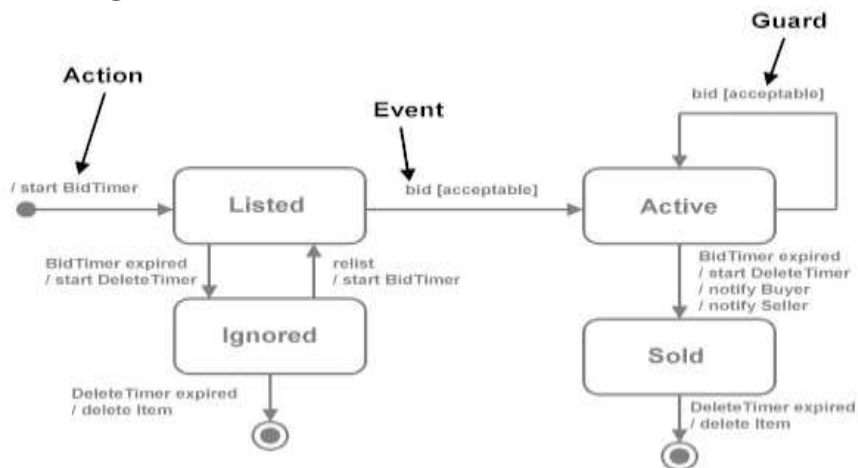 Guard
Action
bid [acceptable]
Event
/ start BidTimer
Listed
bid [acceptable]
Active
BidTimer expired
/ start DeleteTimer
relist
/ start BidTimer
BidTimer expired
/ start DeleteTimer
/ notify Buyer
/ notify Seller
Ignored
Sold
DeleteTimer expired
/ delete Item
DeleteTimer expired
/ delete Item